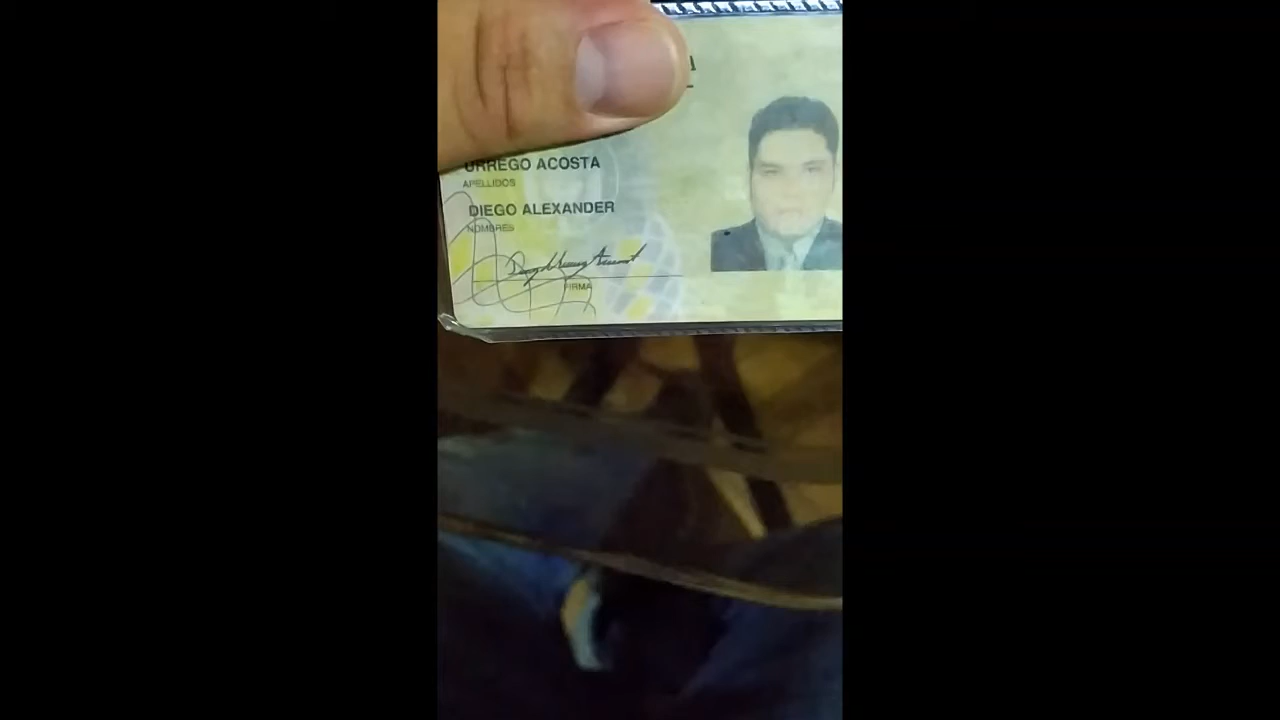 URREGO ACOSTA
APELLIDOS
DIEGO ALEXANDER
NOMBRES
FIRMA